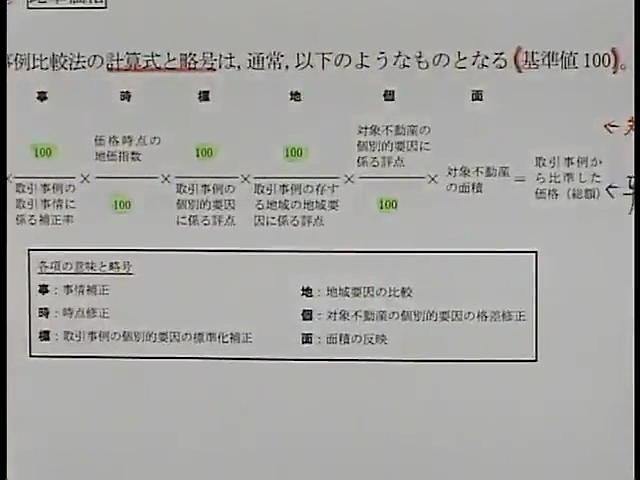 比準価格
事例比較法の計算式と略号は，通常，以下のようなものとなる（基準値100）。
事 時 標 地 個 面
100 / 取引事例の取引事情に係る補正率 × 価格時点の地価指数 / 100 × 100 / 取引事例の個別的要因に係る評点 × 100 / 取引事例の存する地域の地域要因に係る評点 × 対象不動産の個別的要因に係る評点 / 100 × 対象不動産の面積 ＝ 取引事例から比準した価格（総額）
各項の意味と略号
事：事情補正
地：地域要因の比較
時：時点修正
個：対象不動産の個別的要因の格差修正
標：取引事例の個別的要因の標準化補正
面：面積の反映